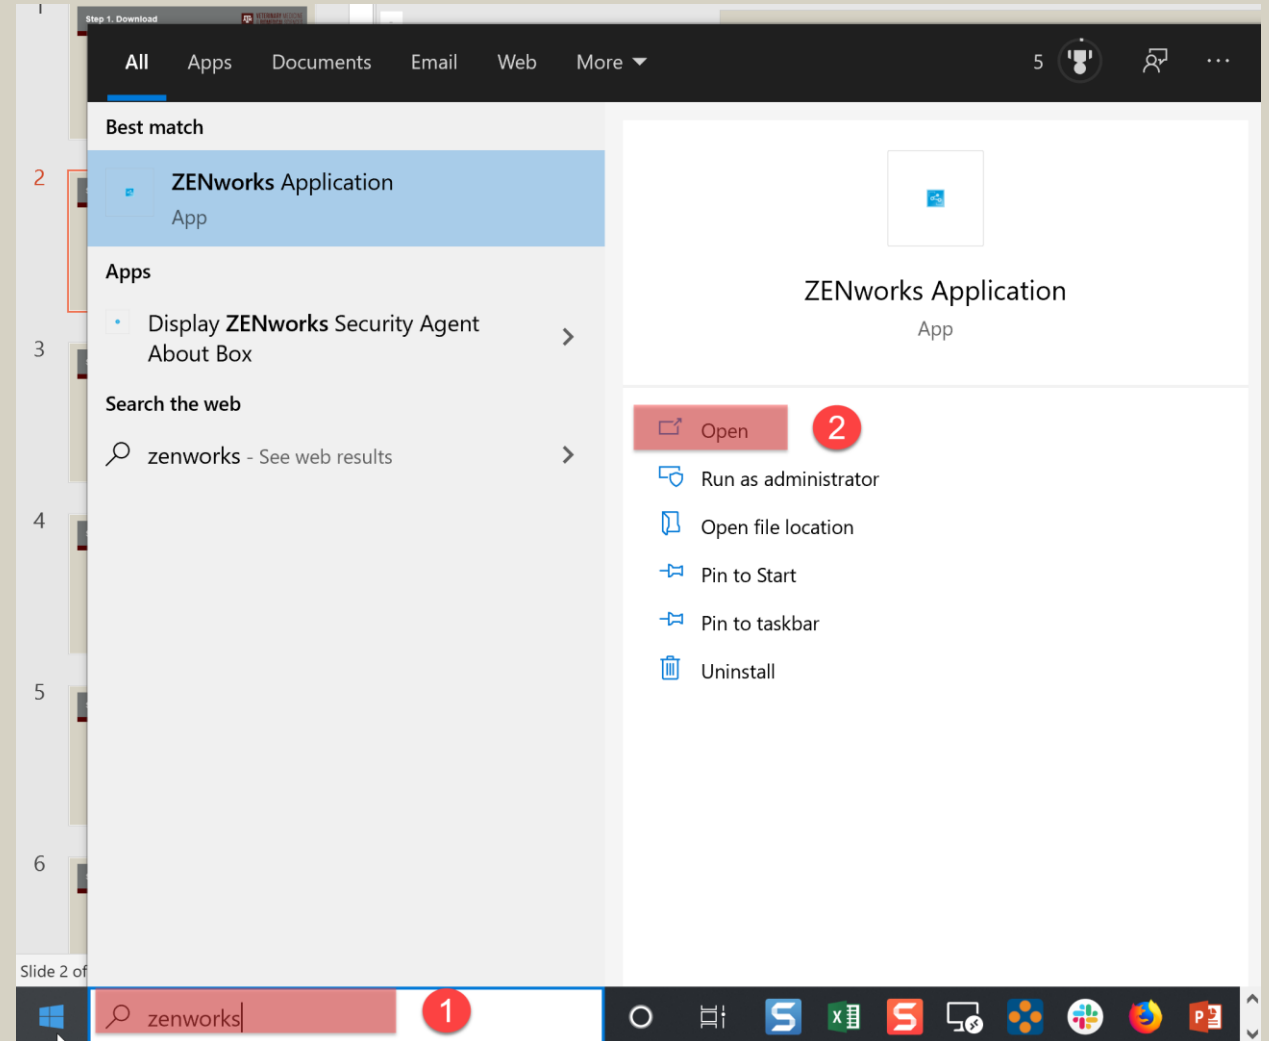 1
Step 1. Download
VETERINARY MEDICINE
All Apps Documents Email Web More 5
Best match
ZENworks Application
App
Apps
Display ZENworks Security Agent
About Box
Search the web
zenworks - See web results
ZENworks Application
App
Open 2
Run as administrator
Open file location
Pin to Start
Pin to taskbar
Uninstall
2
3
4
5
6
Slide 2 of
zenworks 1